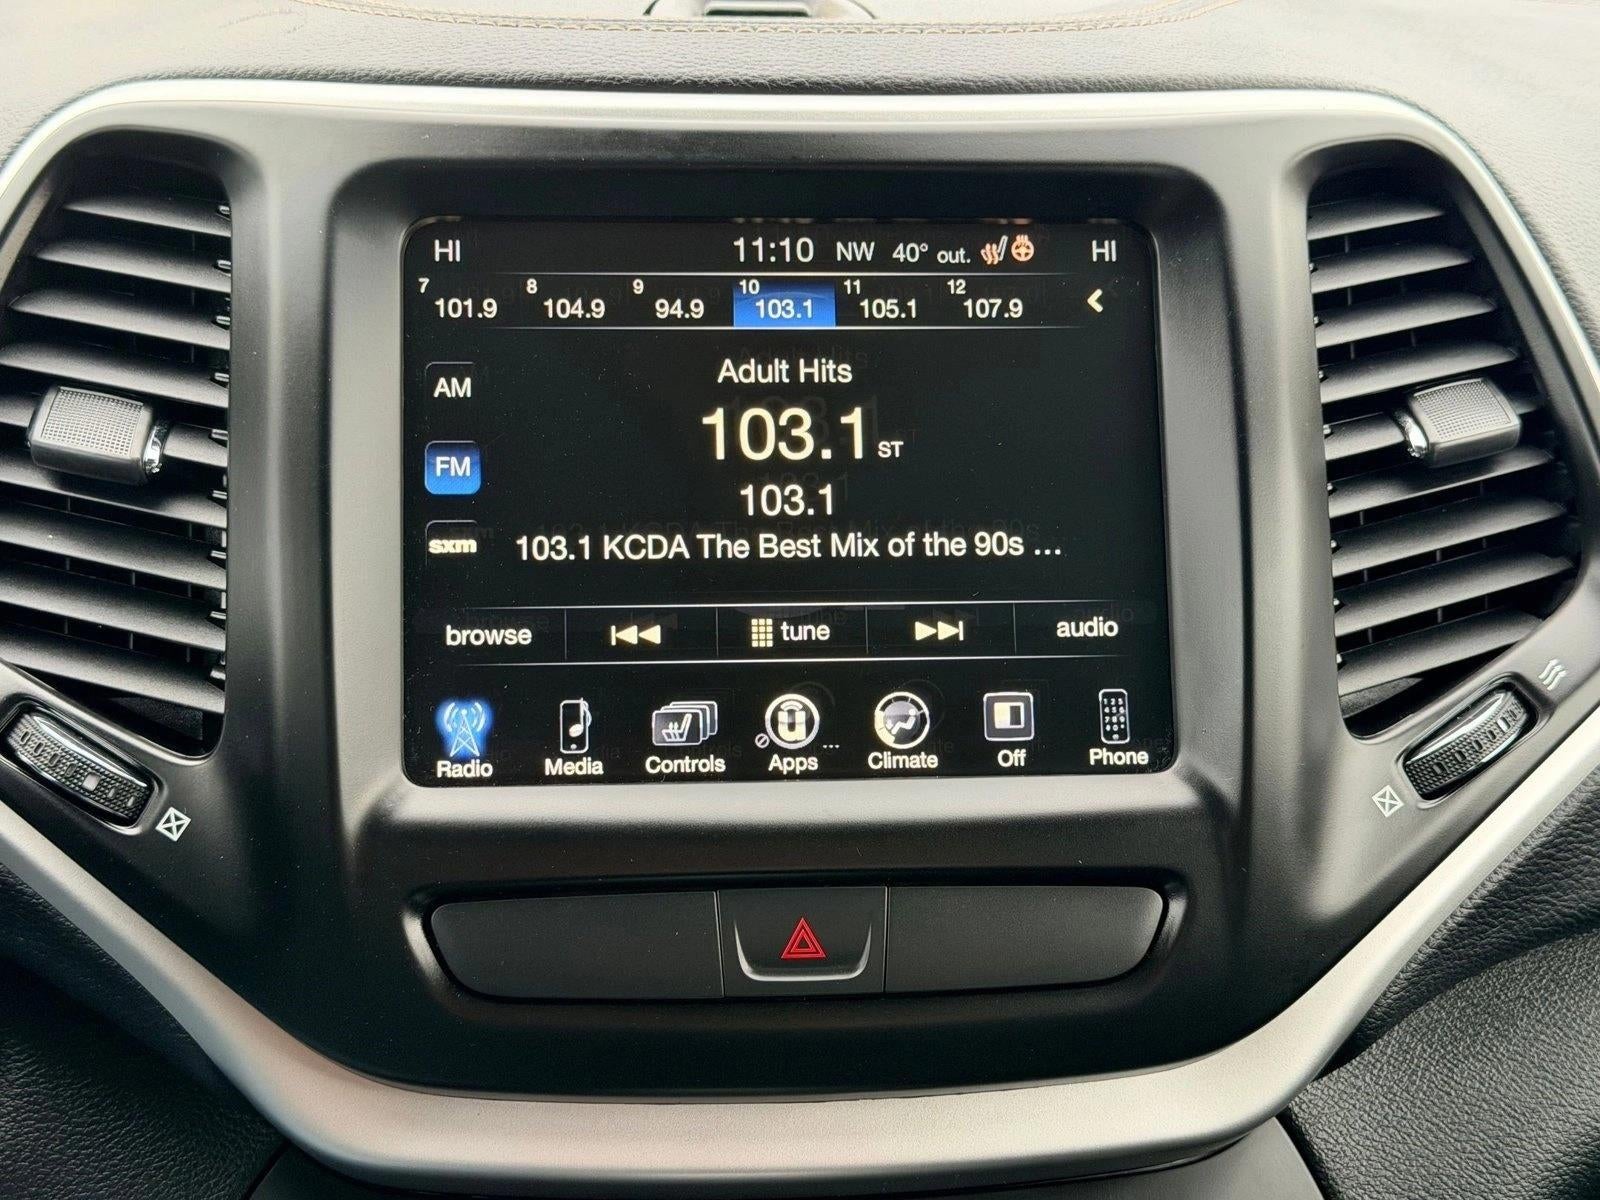 HI 11:10 NW 40° out. HI
7 101.9 8 104.9 9 94.9 10 103.1 11 105.1 12 107.9
Adult Hits
AM
103.1 ST
FM
103.1
sxm
103.1 KCDA The Best Mix of the 90s ...
browse tune audio
Radio Media Controls Apps ... Climate Off Phone